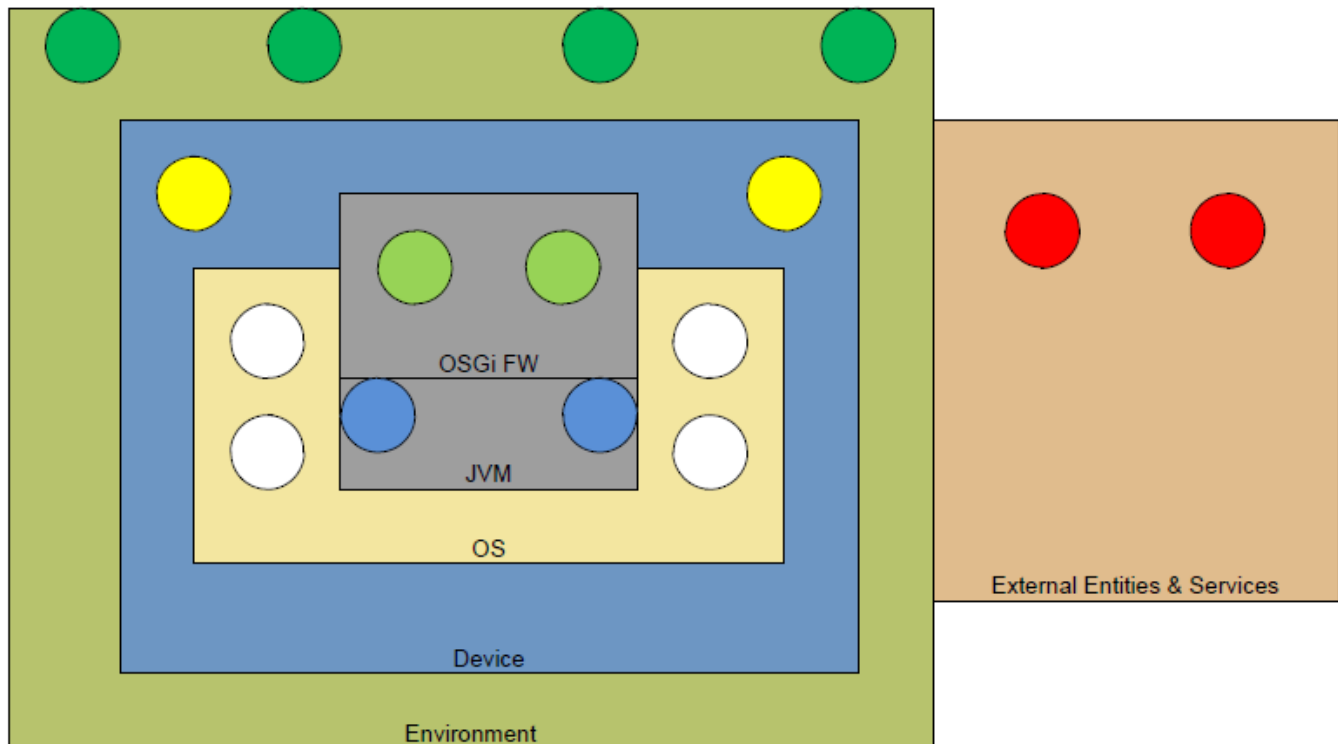 OSGi FW
JVM
OS
External Entities & Services
Device
Environment